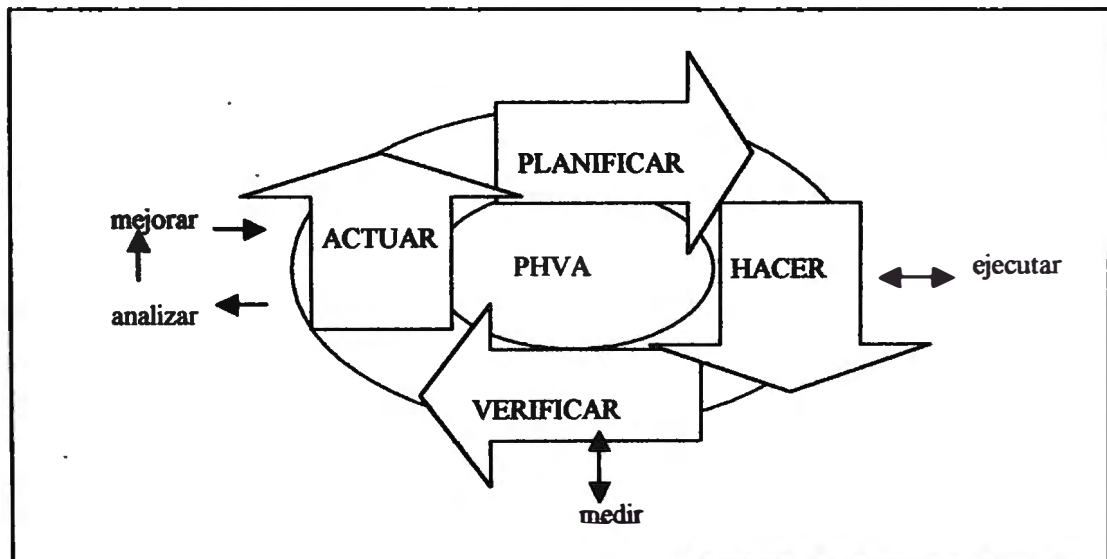 PLANIFICAR
mejorar
ACTUAR
PHVA
HACER
ejecutar
analizar
VERIFICAR
medir